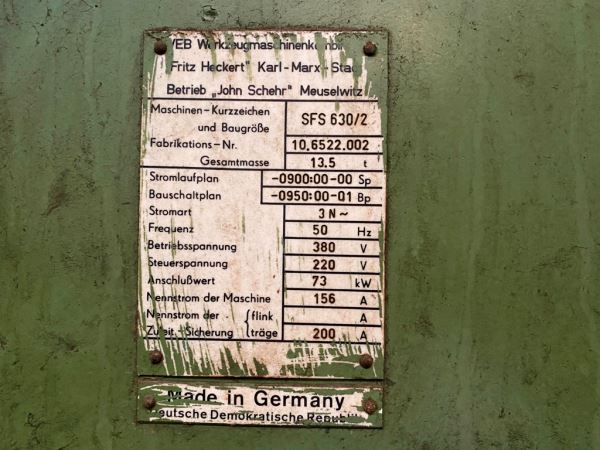 VEB Werkzeugmaschinenkombin
"Fritz Heckert" Karl-Marx-Stad
Betrieb „John Schehr" Meuselwitz
Maschinen-Kurzzeichen
und Baugröße SFS 630/2
Fabrikations-Nr. 10.6522.002
Gesamtmasse 13.5 t
Stromlaufplan -0900:00-00 Sp
Bauschaltplan -0950:00-01 Bp
Stromart 3 N ~
Frequenz 50 Hz
Betriebsspannung 380 V
Steuerspannung 220 V
Anschlußwert 73 kW
Nennstrom der Maschine 156 A
Nennstrom der { flink A
Zuleit.-Sicherung träge 200 A
Made in Germany
Deutsche Demokratische Republik